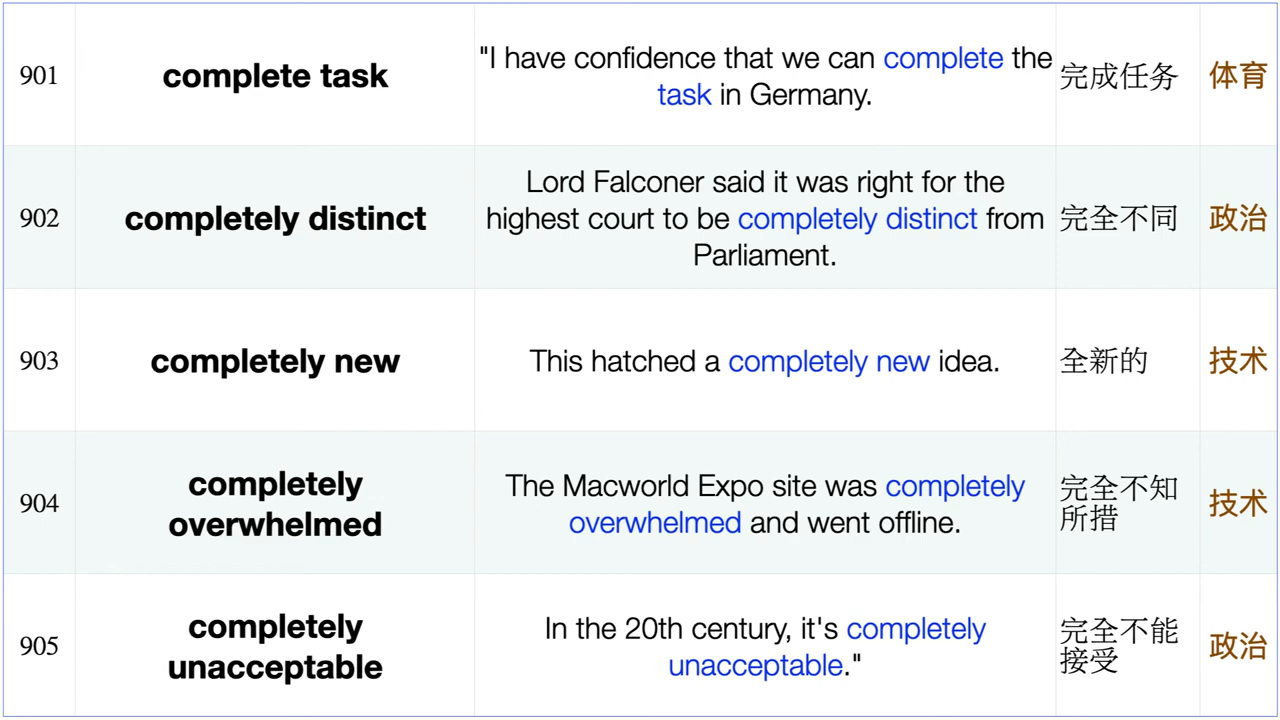 901
complete task
"I have confidence that we can complete the
task in Germany.
完成任务
体育
902
completely distinct
Lord Falconer said it was right for the
highest court to be completely distinct from
Parliament.
完全不同
政治
903
completely new
This hatched a completely new idea.
全新的
技术
904
completely
overwhelmed
The Macworld Expo site was completely
overwhelmed and went offline.
完全不知
所措
技术
905
completely
unacceptable
In the 20th century, it's completely
unacceptable."
完全不能
接受
政治